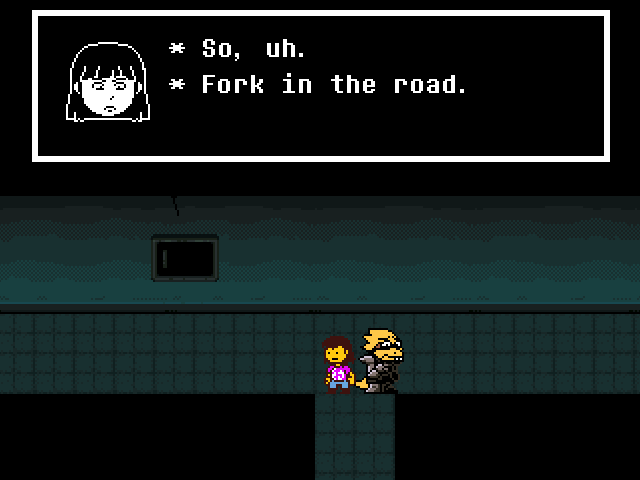 * So, uh.
* Fork in the road.